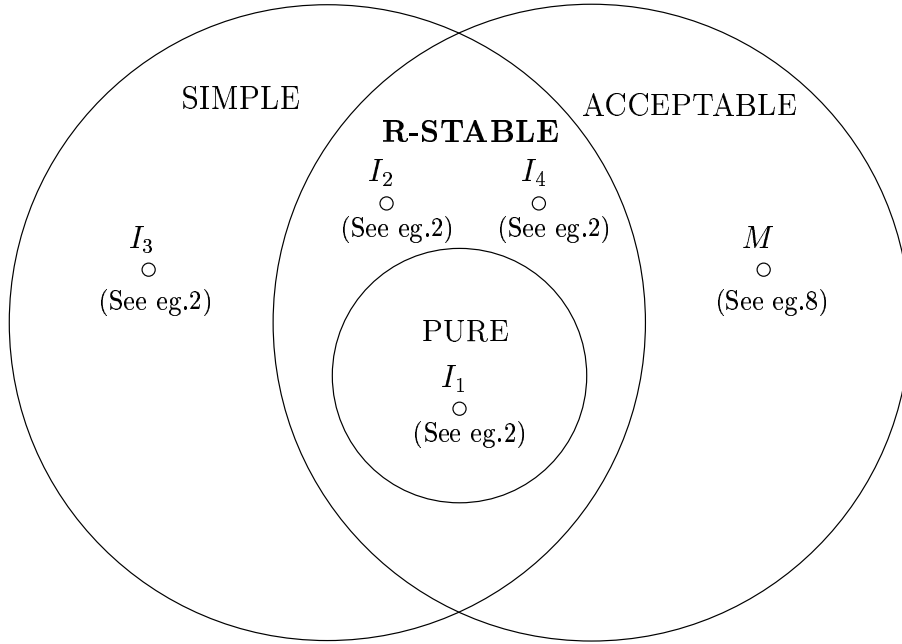 SIMPLE
ACCEPTABLE
R-STABLE
I2
I4
(See eg.2)
(See eg.2)
I3
(See eg.2)
M
(See eg.8)
PURE
I1
(See eg.2)